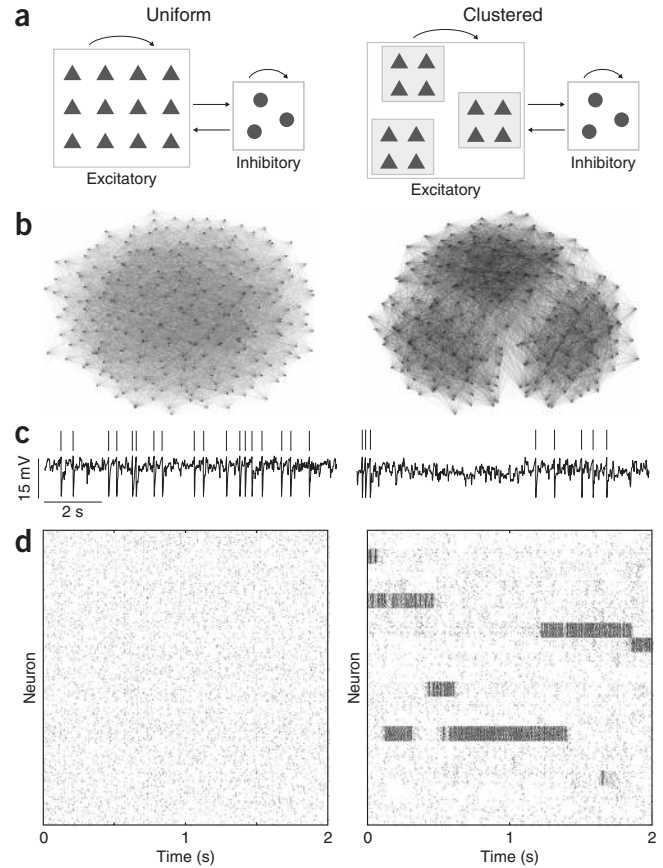 a
Uniform
Clustered
Excitatory
Inhibitory
Excitatory
Inhibitory
b
c
15 mV
2 s
d
Neuron
Neuron
0
1
2
0
1
2
Time (s)
Time (s)